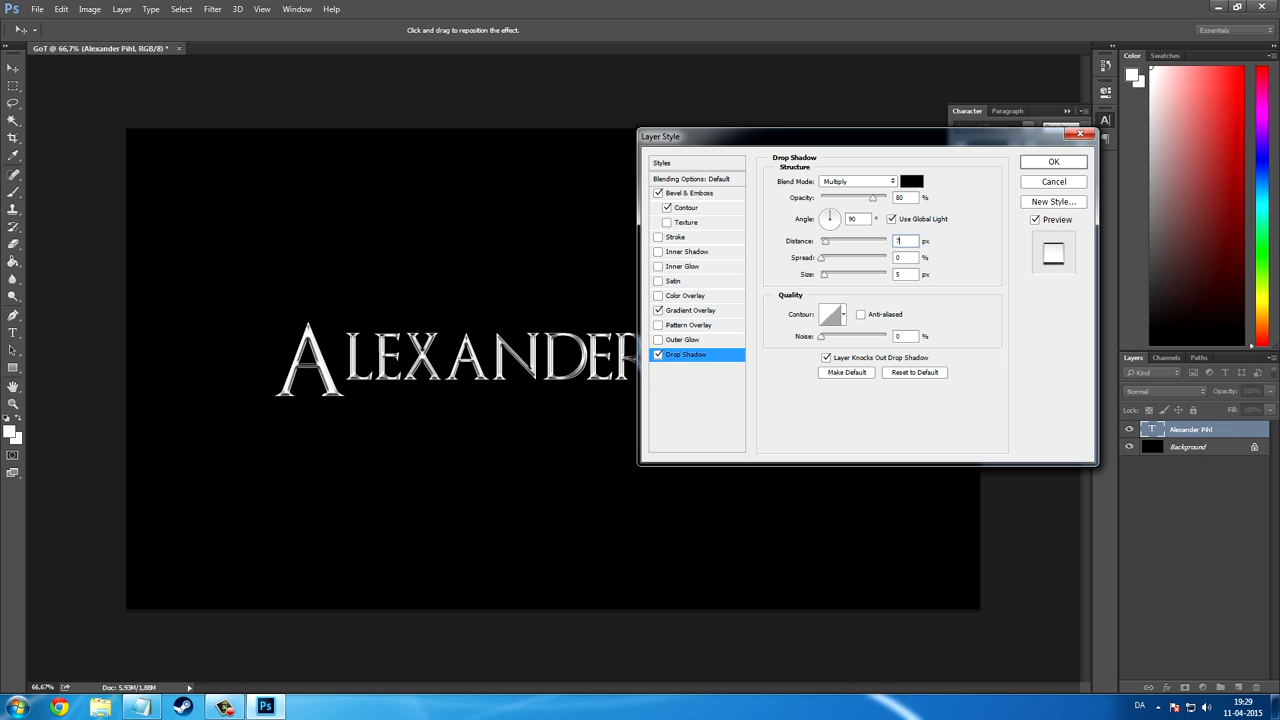 Ps File Edit Image Layer Type Select Filter 3D View Window Help
Click and drag to reposition the effect.
Essentials
GoT @ 66,7% (Alexander Pihl, RGB/8) * ×
Color Swatches
Character Paragraph
Layer Style
Styles
Blending Options: Default
Bevel & Emboss
Contour
Texture
Stroke
Inner Shadow
Inner Glow
Satin
Color Overlay
Gradient Overlay
Pattern Overlay
Outer Glow
Drop Shadow
Drop Shadow
Structure
Blend Mode: Multiply
Opacity: 80 %
Angle: 90 ° Use Global Light
Distance: 7 px
Spread: 0 %
Size: 5 px
Quality
Contour: Anti-aliased
Noise: 0 %
Layer Knocks Out Drop Shadow
Make Default Reset to Default
OK
Cancel
New Style...
Preview
ALEXANDER
Layers Channels Paths
Kind
Normal Opacity: 100%
Lock: Fill: 100%
T Alexander Pihl
Background
66,67% Doc: 5,93M/1,88M
DA 19:29
11-04-2015